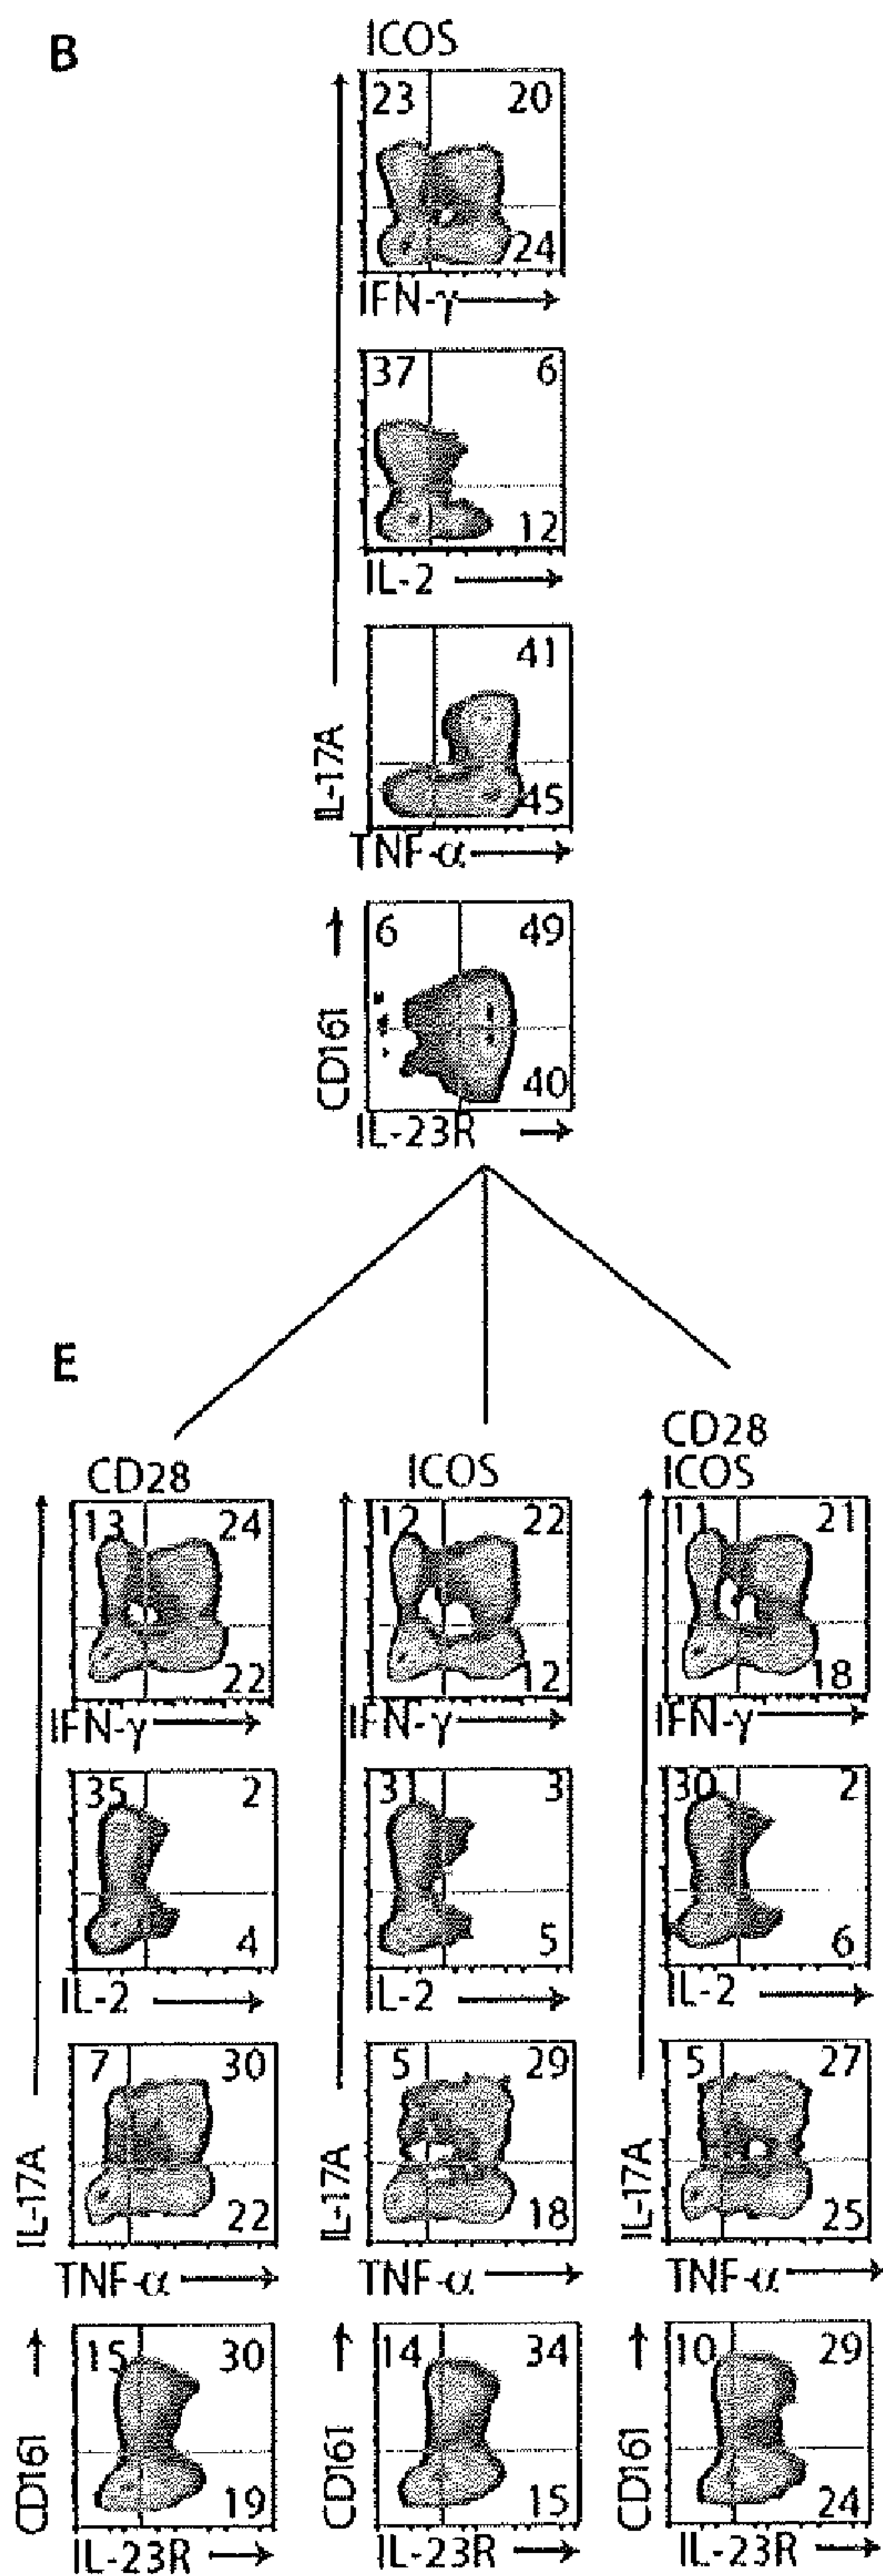 B
ICOS
23 20
24
IFN-γ
37 6
12
IL-2
41
45
IL-17A
TNF-α
6 49
40
CD161
IL-23R
E
CD28
ICOS
CD28
ICOS
13 24
22
IFN-γ
12 22
12
IFN-γ
11 21
18
IFN-γ
35 2
4
IL-2
31 3
5
IL-2
30 2
6
IL-2
7 30
22
IL-17A
TNF-α
5 29
18
IL-17A
TNF-α
5 27
25
IL-17A
TNF-α
15 30
19
CD161
IL-23R
14 34
15
CD161
IL-23R
10 29
24
CD161
IL-23R